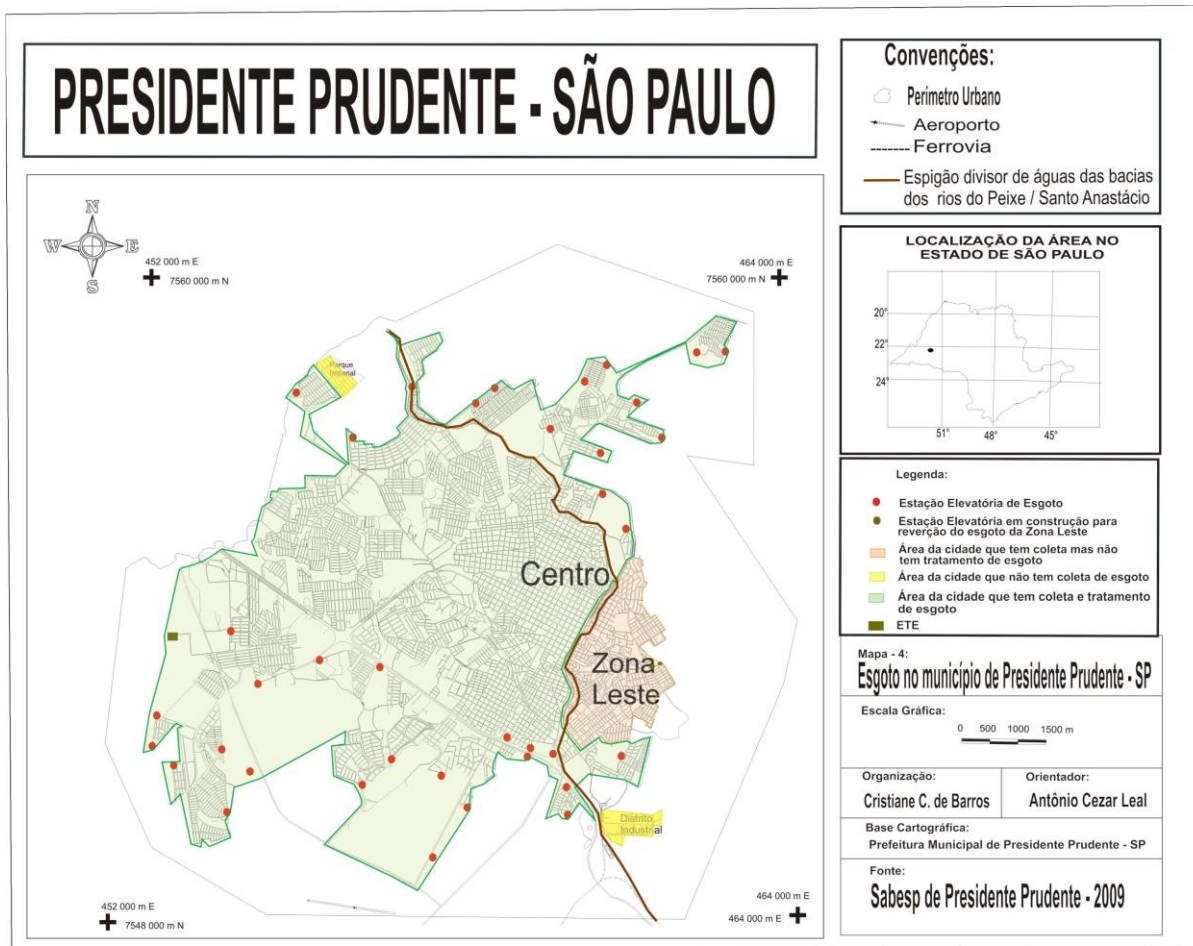 PRESIDENTE PRUDENTE - SÃO PAULO
N
W
E
S
452 000 m E
7560 000 m N
464 000 m E
7560 000 m N
Parque
Imperial
Centro
Zona
Leste
Distrito
Industrial
452 000 m E
7548 000 m N
464 000 m E
464 000 m E
Convenções:
Perímetro Urbano
Aeroporto
Ferrovia
Espigão divisor de águas das bacias
dos rios do Peixe / Santo Anastácio
LOCALIZAÇÃO DA ÁREA NO
ESTADO DE SÃO PAULO
20°
22°
24°
51°
48°
45°
Legenda:
Estação Elevatória de Esgoto
Estação Elevatória em construção para
reverção do esgoto da Zona Leste
Área da cidade que tem coleta mas não
tem tratamento de esgoto
Área da cidade que não tem coleta de esgoto
Área da cidade que tem coleta e tratamento
de esgoto
ETE
Mapa - 4:
Esgoto no município de Presidente Prudente - SP
Escala Gráfica:
0 500 1000 1500 m
Organização:
Cristiane C. de Barros
Orientador:
Antônio Cezar Leal
Base Cartográfica:
Prefeitura Municipal de Presidente Prudente - SP
Fonte:
Sabesp de Presidente Prudente - 2009